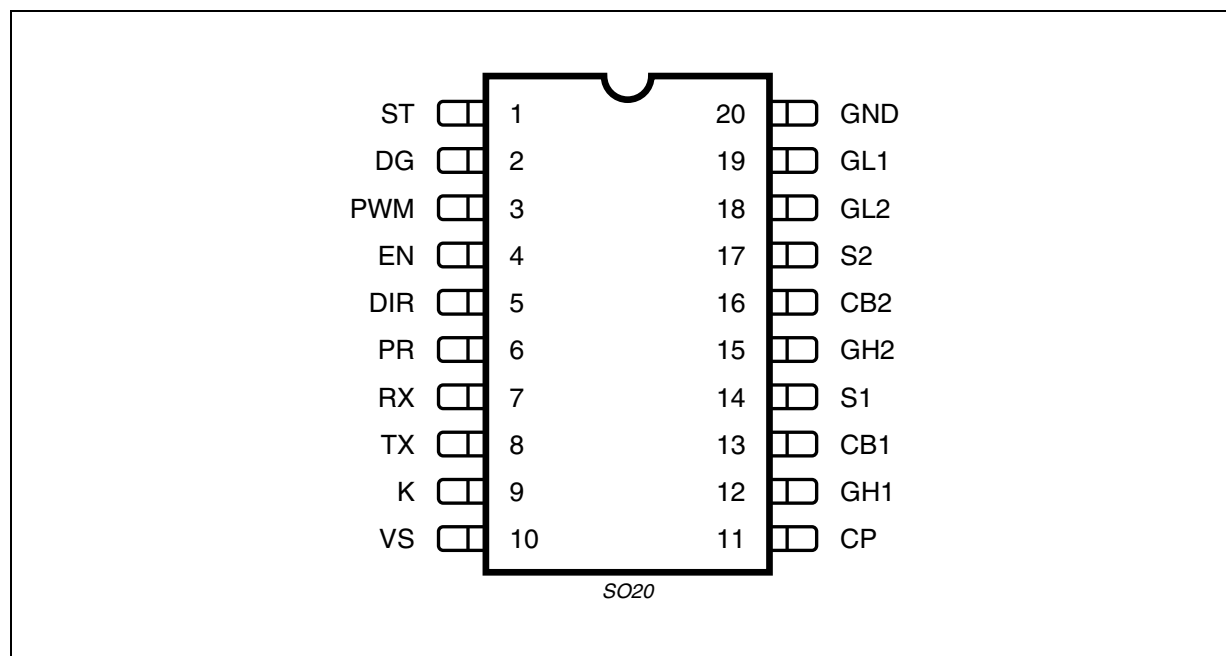 ST 1 20 GND
DG 2 19 GL1
PWM 3 18 GL2
EN 4 17 S2
DIR 5 16 CB2
PR 6 15 GH2
RX 7 14 S1
TX 8 13 CB1
K 9 12 GH1
VS 10 11 CP
SO20